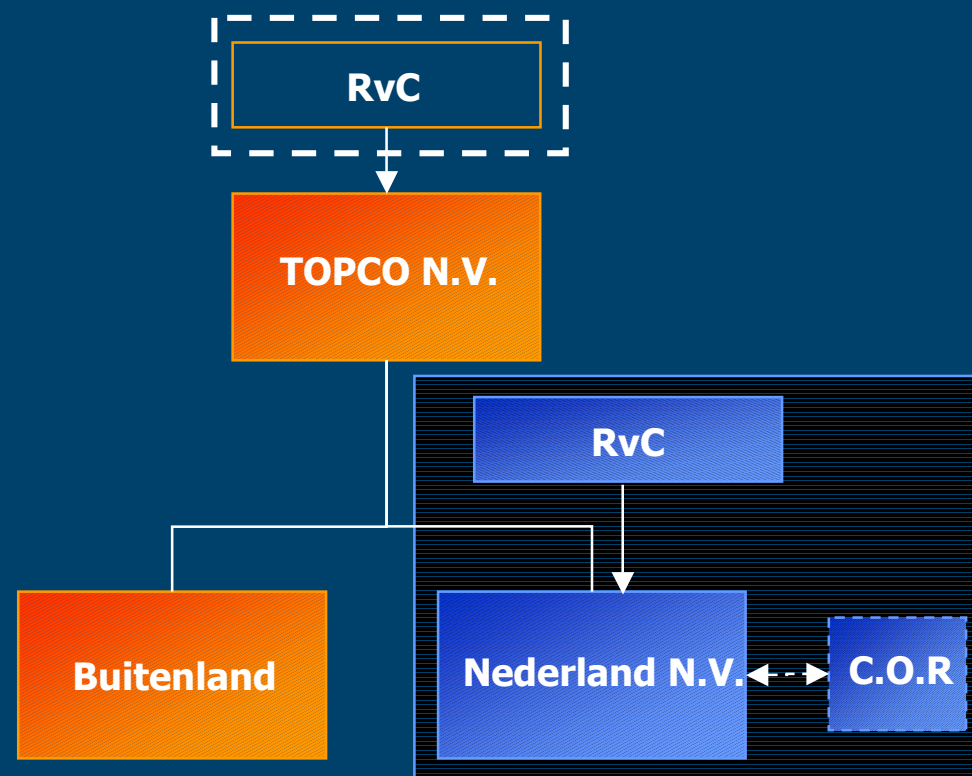 RvC
TOPCO N.V.
RvC
Buitenland
Nederland N.V.
C.O.R